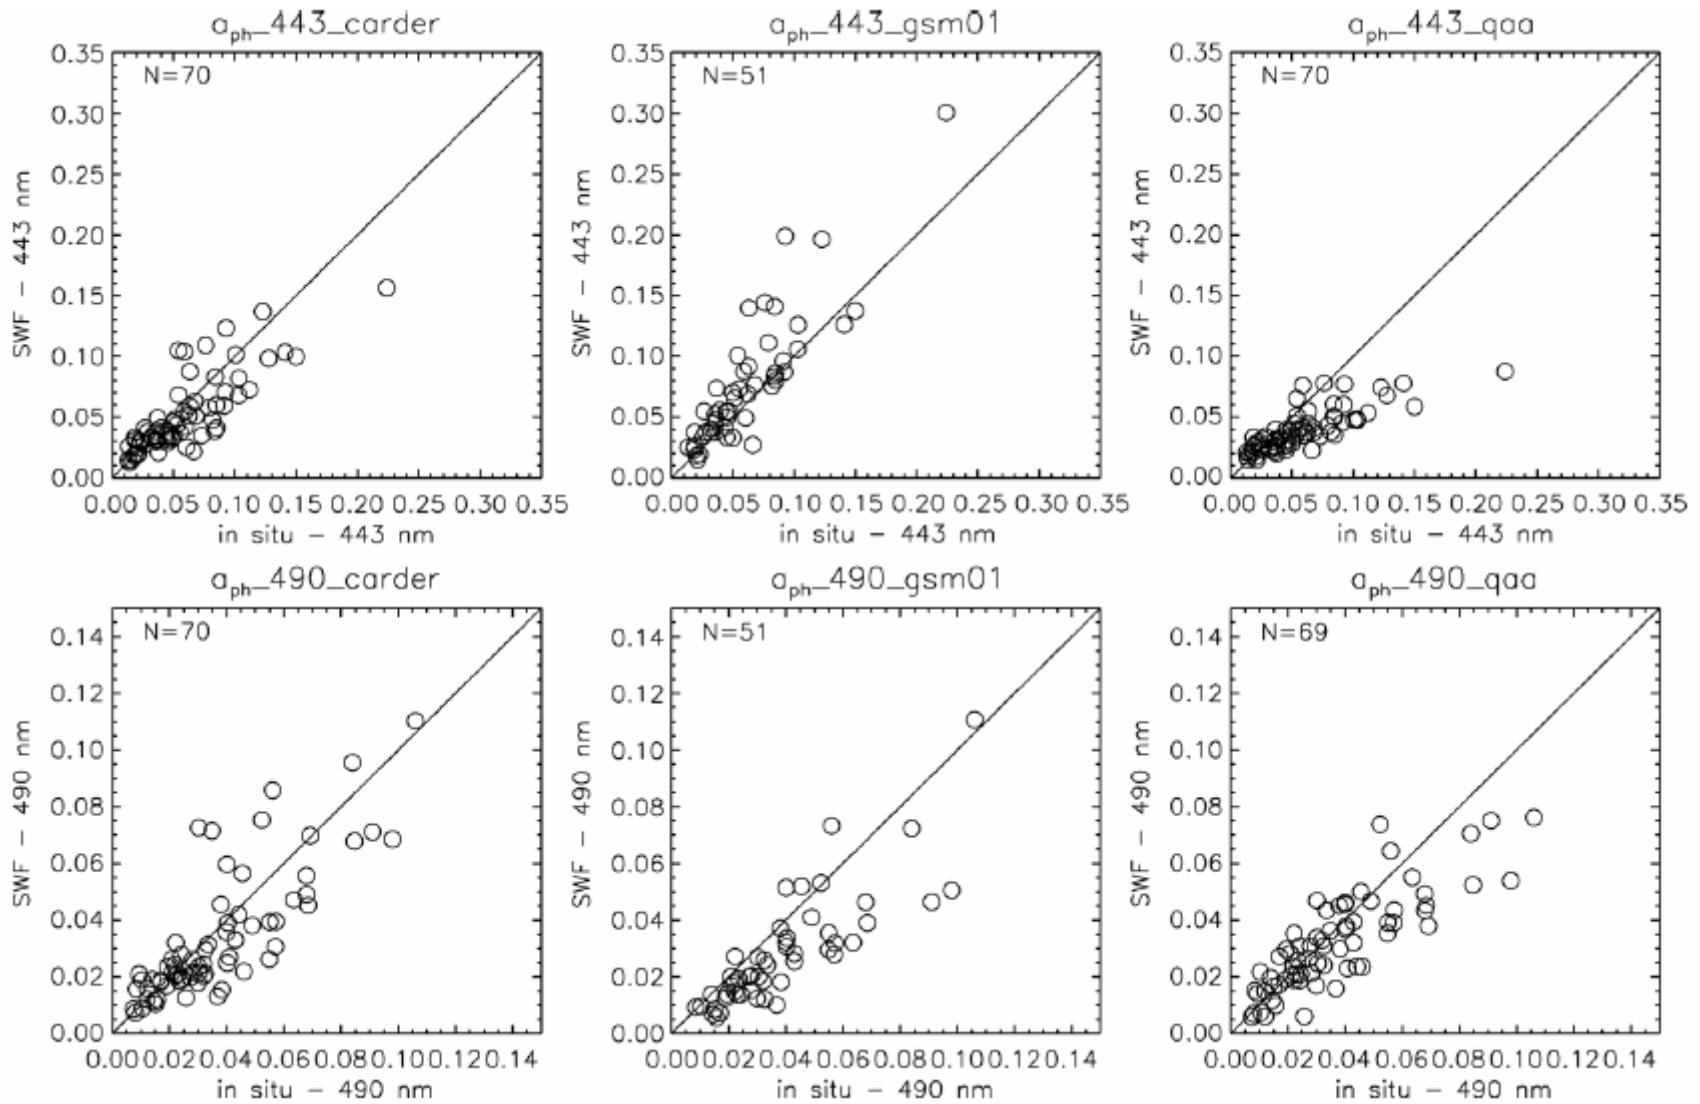 a_ph_443_carder
N=70
0.35
0.30
0.25
0.20
0.15
0.10
0.05
0.00
SWF – 443 nm
0.00 0.05 0.10 0.15 0.20 0.25 0.30 0.35
in situ – 443 nm
a_ph_443_gsm01
N=51
0.35
0.30
0.25
0.20
0.15
0.10
0.05
0.00
SWF – 443 nm
0.00 0.05 0.10 0.15 0.20 0.25 0.30 0.35
in situ – 443 nm
a_ph_443_qaa
N=70
0.35
0.30
0.25
0.20
0.15
0.10
0.05
0.00
SWF – 443 nm
0.00 0.05 0.10 0.15 0.20 0.25 0.30 0.35
in situ – 443 nm
a_ph_490_carder
N=70
0.14
0.12
0.10
0.08
0.06
0.04
0.02
0.00
SWF – 490 nm
0.00 0.02 0.04 0.06 0.08 0.10 0.12 0.14
in situ – 490 nm
a_ph_490_gsm01
N=51
0.14
0.12
0.10
0.08
0.06
0.04
0.02
0.00
SWF – 490 nm
0.00 0.02 0.04 0.06 0.08 0.10 0.12 0.14
in situ – 490 nm
a_ph_490_qaa
N=69
0.14
0.12
0.10
0.08
0.06
0.04
0.02
0.00
SWF – 490 nm
0.00 0.02 0.04 0.06 0.08 0.10 0.12 0.14
in situ – 490 nm